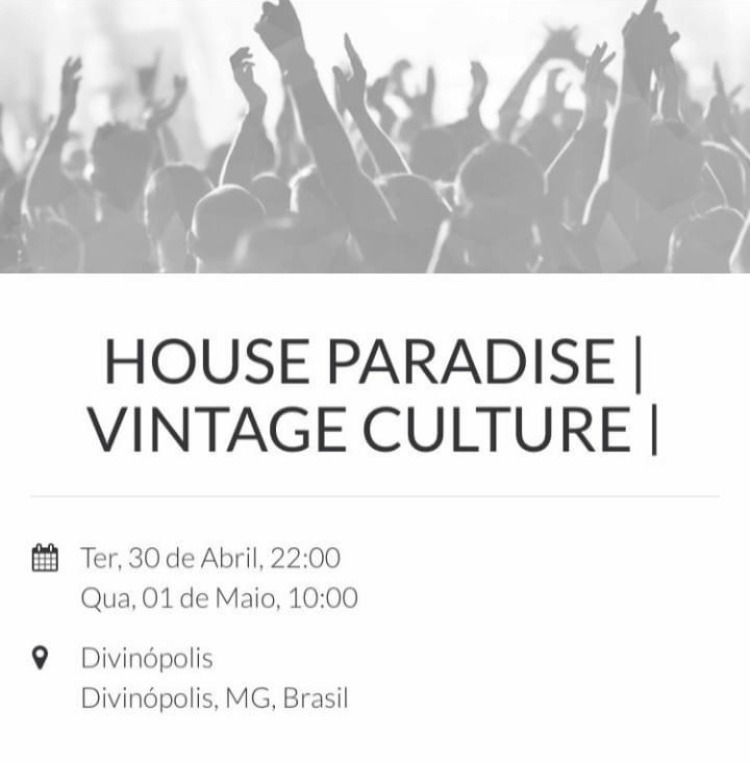 HOUSE PARADISE |
VINTAGE CULTURE |
Ter, 30 de Abril, 22:00
Qua, 01 de Maio, 10:00
Divinópolis
Divinópolis, MG, Brasil